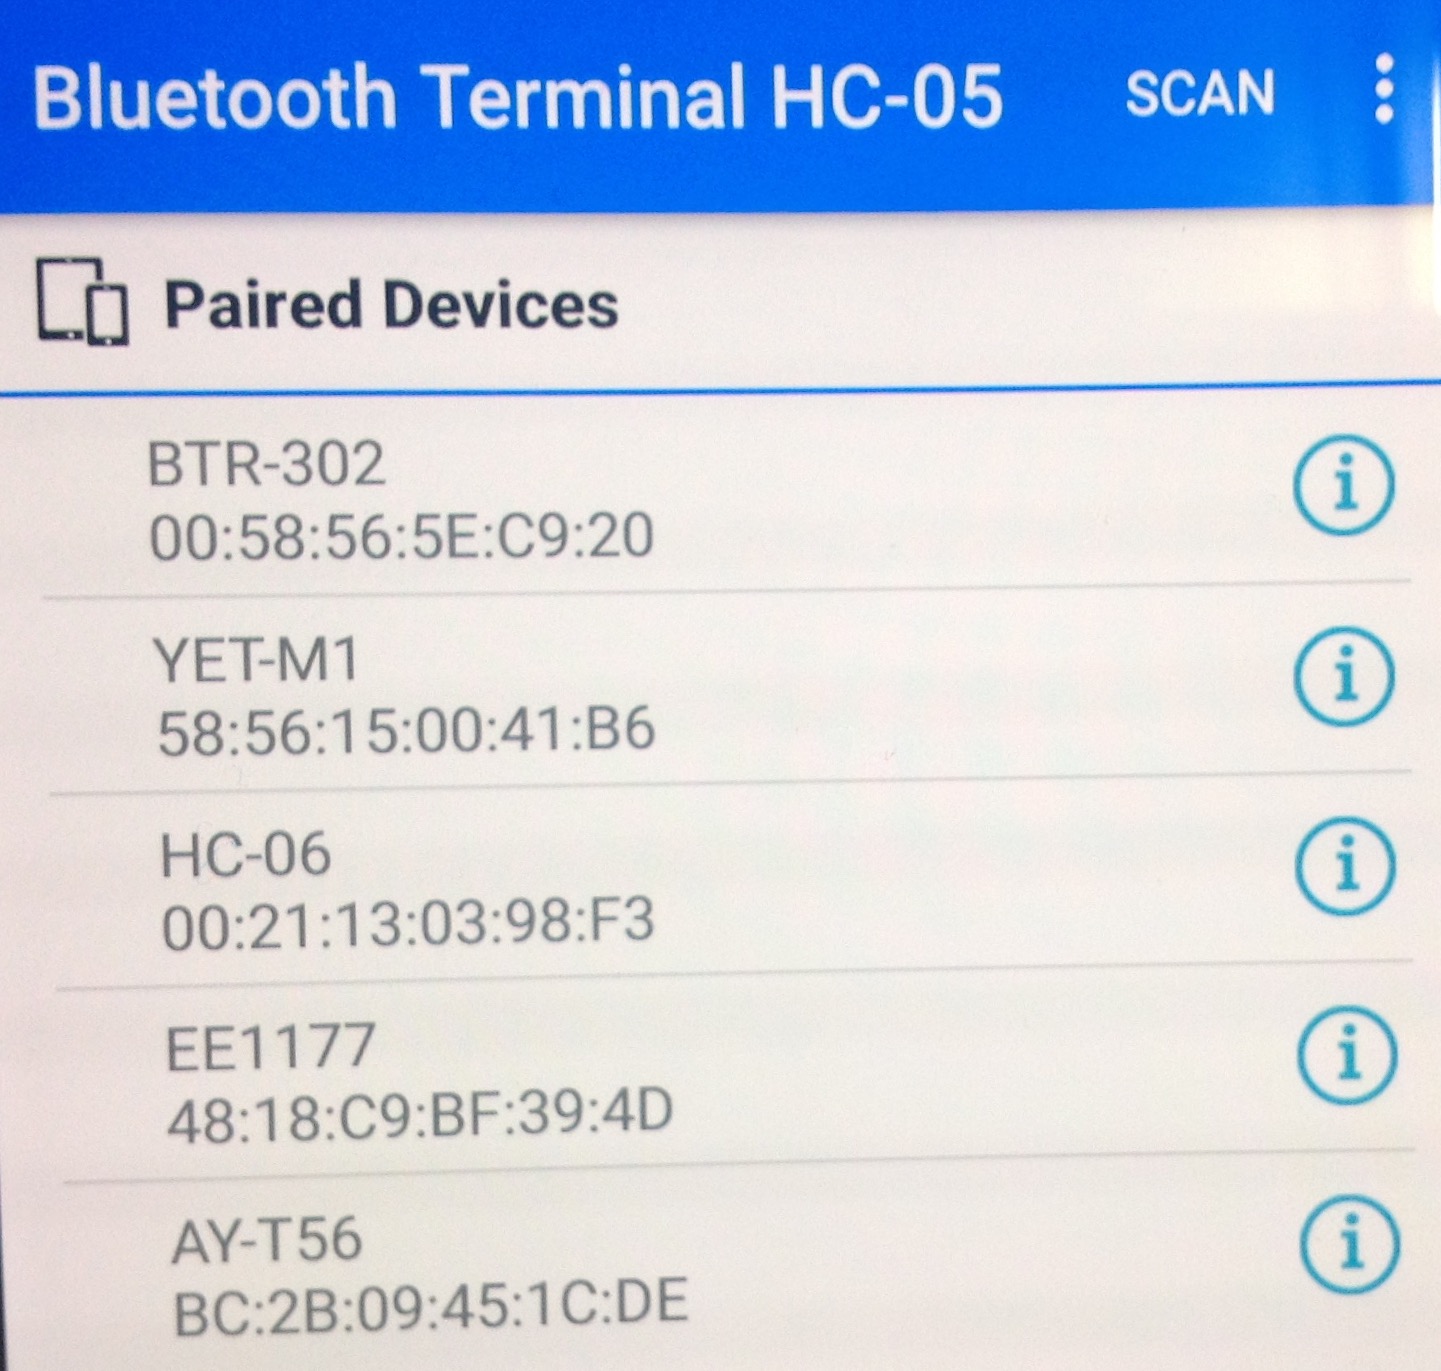 Bluetooth Terminal HC-05 SCAN
Paired Devices
BTR-302
00:58:56:5E:C9:20
YET-M1
58:56:15:00:41:B6
HC-06
00:21:13:03:98:F3
EE1177
48:18:C9:BF:39:4D
AY-T56
BC:2B:09:45:1C:DE